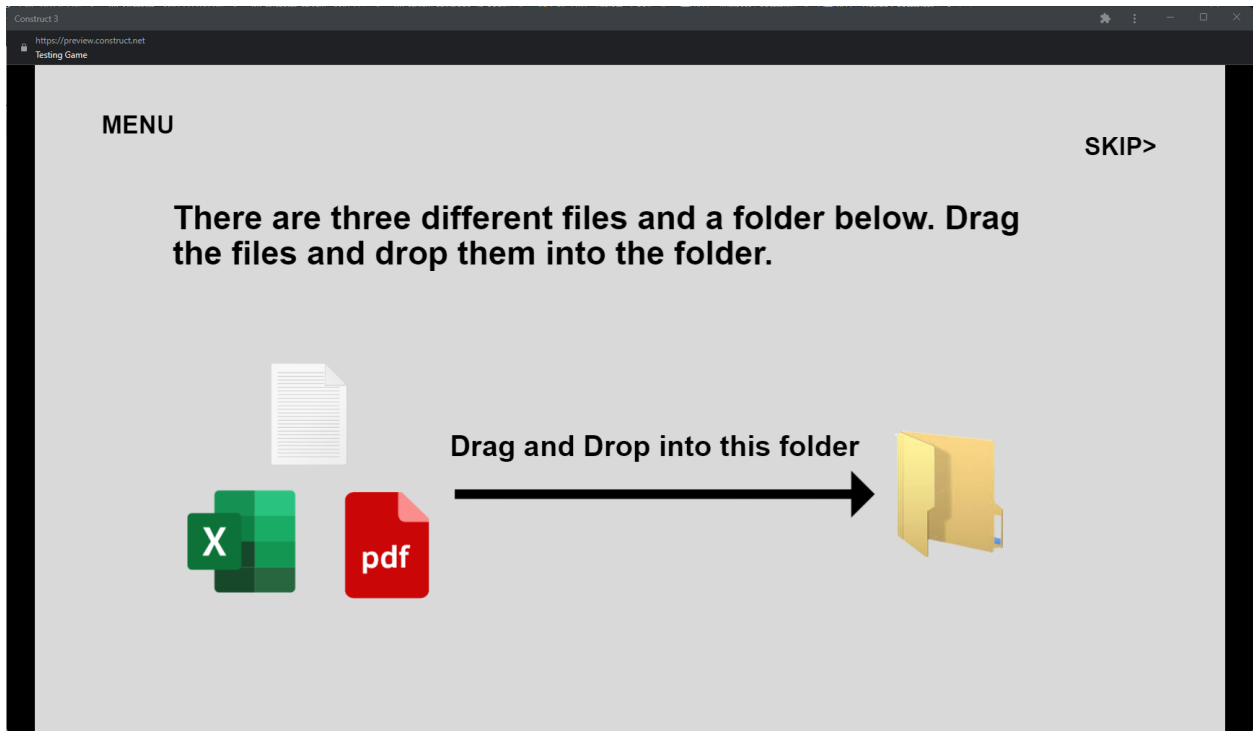 Construct 3
https://preview.construct.net
Testing Game
MENU
SKIP>
There are three different files and a folder below. Drag
the files and drop them into the folder.
Drag and Drop into this folder
X
pdf